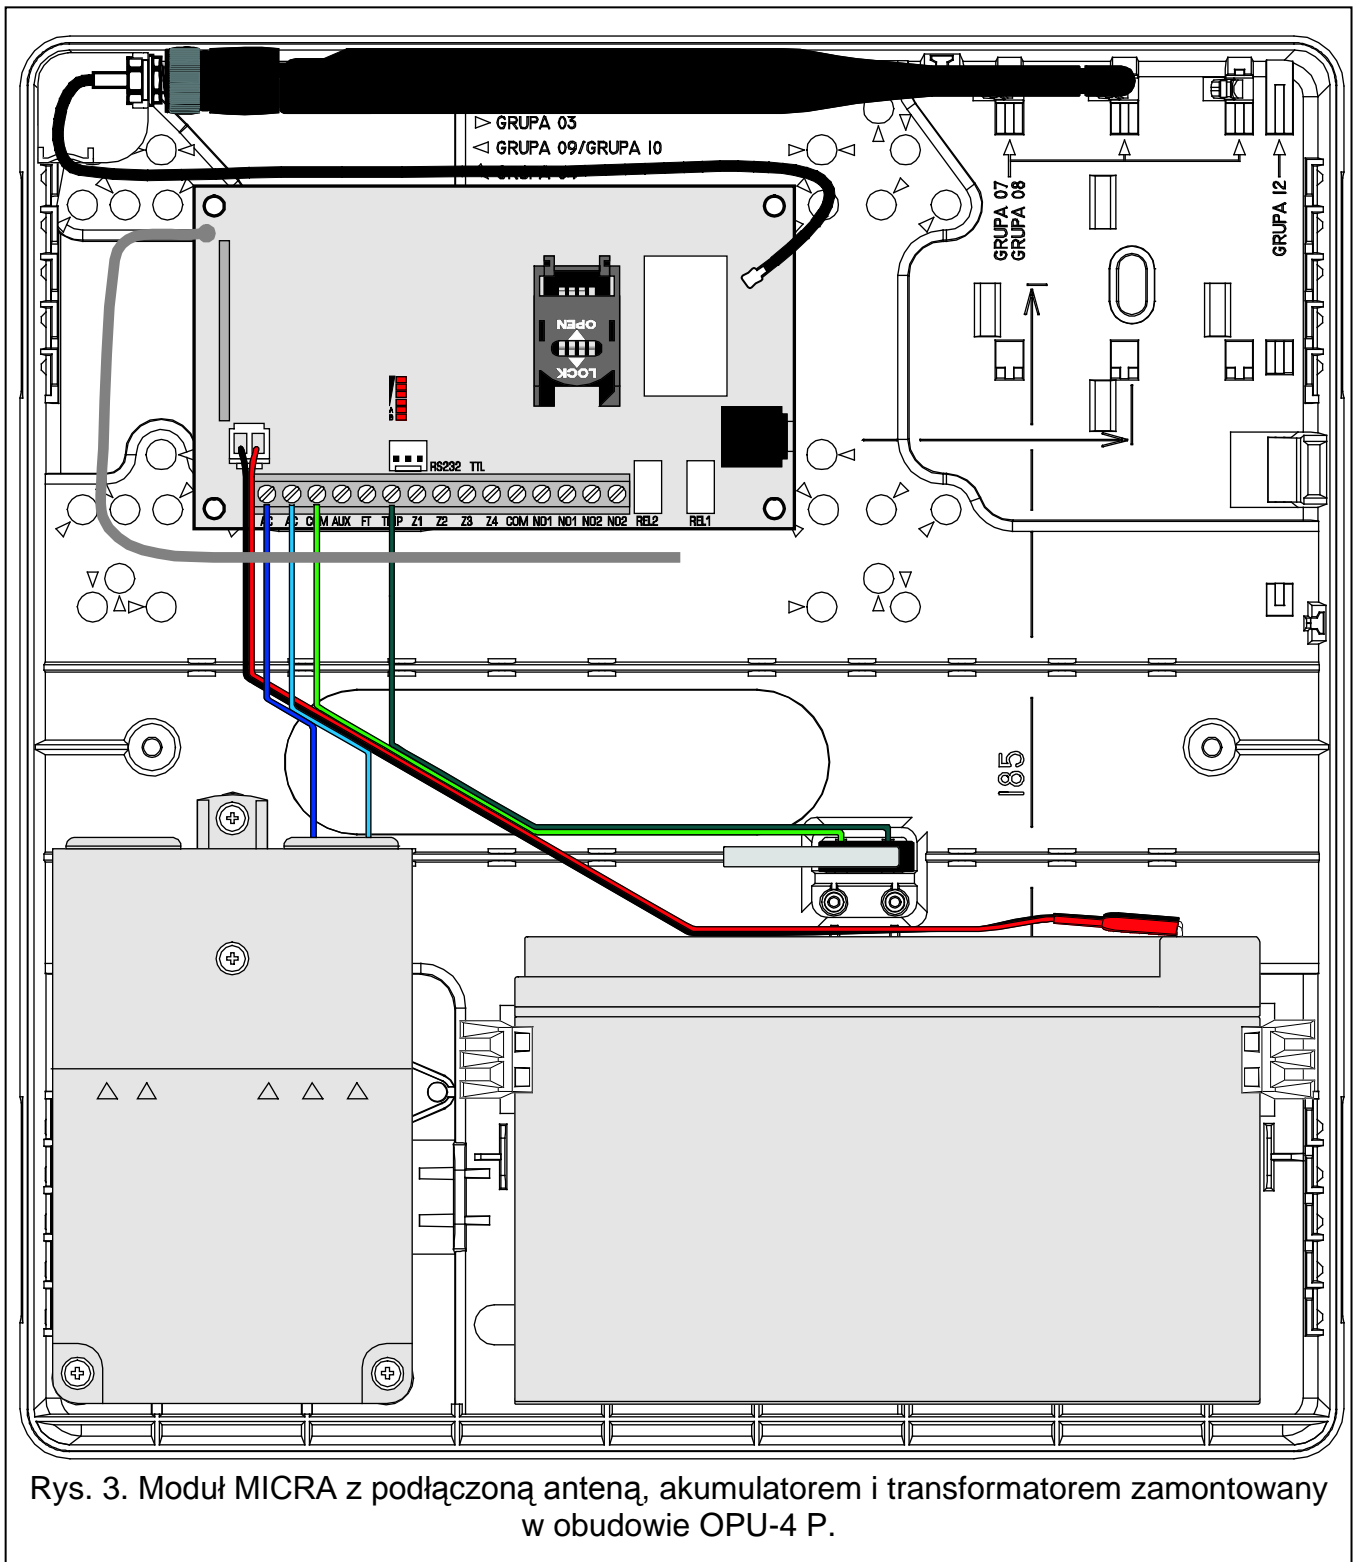 GRUPA 03
GRUPA 09/GRUPA 10
GRUPA 07
GRUPA 08
GRUPA 12
OPEN
LOCK
A
B
RS232 TTL
AC AC COM AUX FT TMP Z1 Z2 Z3 Z4 COM NO1 NO1 NO2 NO2 REL2 REL1
185
Rys. 3. Moduł MICRA z podłączoną anteną, akumulatorem i transformatorem zamontowany
w obudowie OPU-4 P.